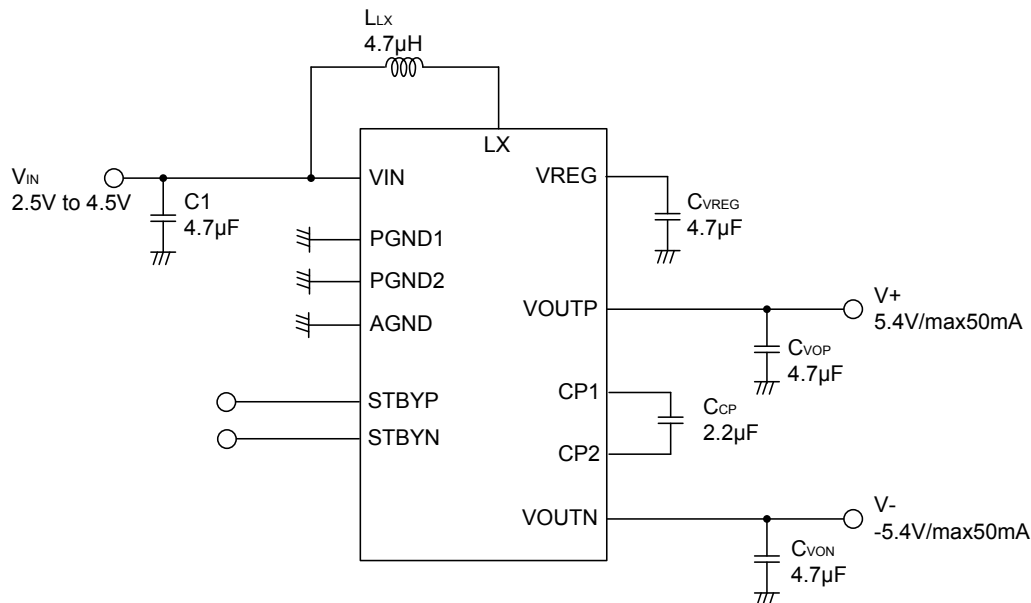 LLX
4.7µH
LX
VIN
2.5V to 4.5V
C1
4.7µF
VIN
PGND1
PGND2
AGND
STBYP
STBYN
VREG
CVREG
4.7µF
VOUTP
V+
5.4V/max50mA
CVOP
4.7µF
CP1
CP2
CCP
2.2µF
VOUTN
V-
-5.4V/max50mA
CVON
4.7µF